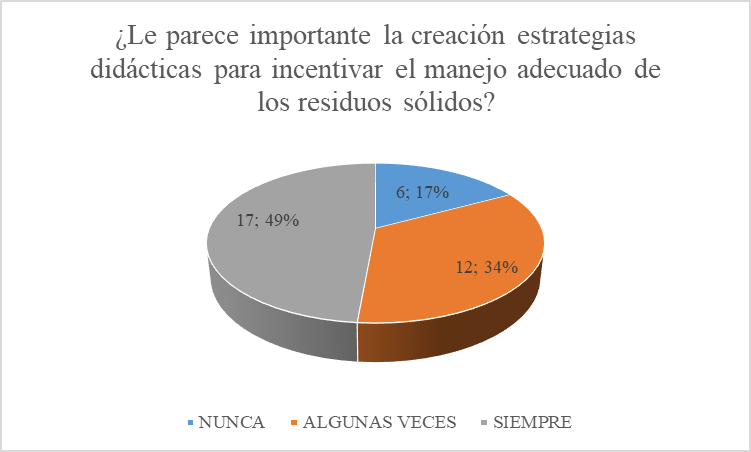 ¿Le parece importante la creación estrategias
didácticas para incentivar el manejo adecuado de
los residuos sólidos?
6; 17%
17; 49%
12; 34%
NUNCA ALGUNAS VECES SIEMPRE